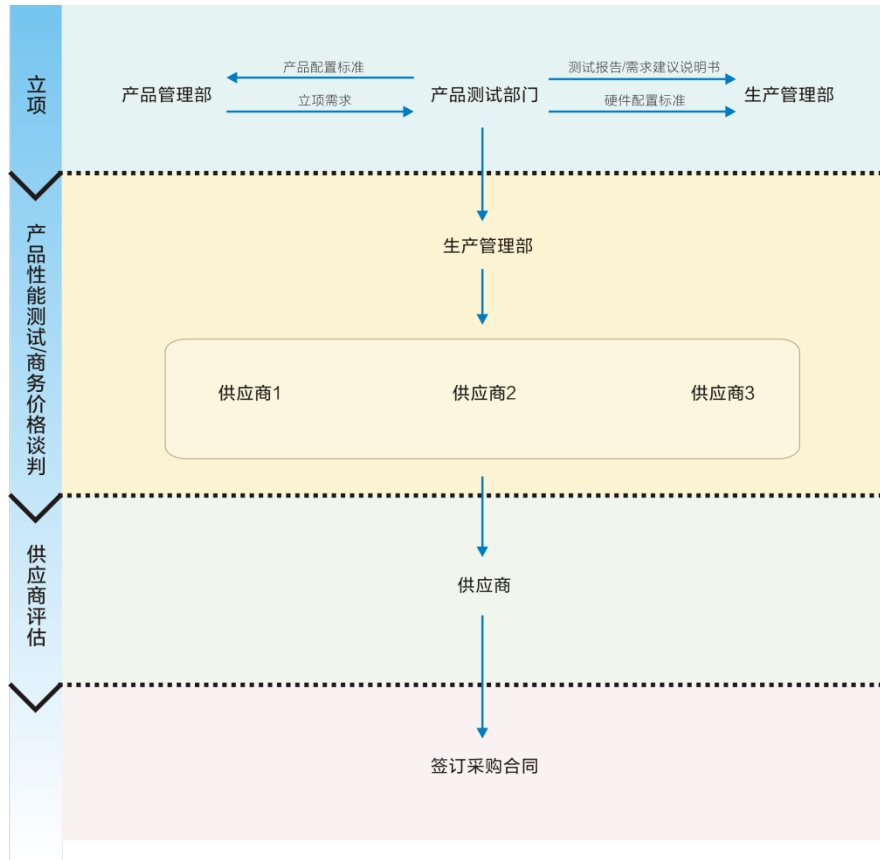 立项
产品配置标准
测试报告/需求建议说明书
产品管理部
产品测试部门
生产管理部
立项需求
硬件配置标准
产品性能测试/商务价格谈判
生产管理部
供应商1
供应商2
供应商3
供应商评估
供应商
签订采购合同